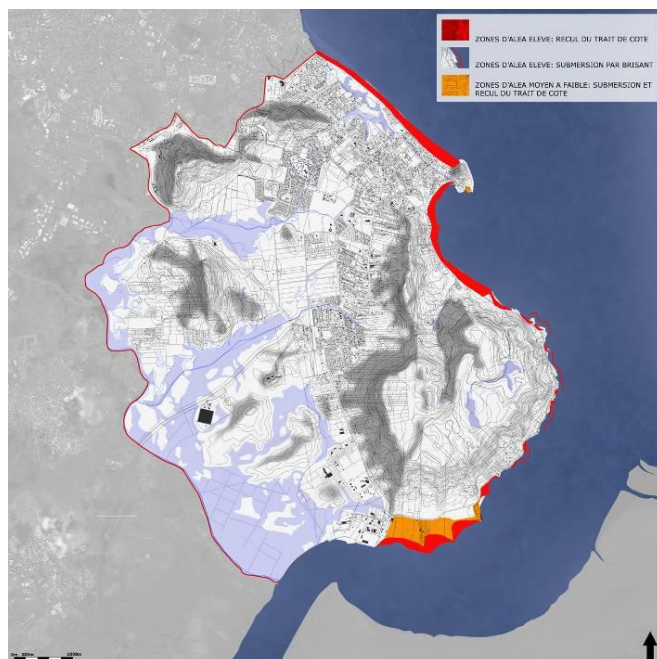 ZONES D'ALEA ELEVE: RECUL DU TRAIT DE COTE
ZONES D'ALEA ELEVE: SUBMERSION PAR BRISANT
ZONES D'ALEA MOYEN A FAIBLE: SUBMERSION ET
RECUL DU TRAIT DE COTE